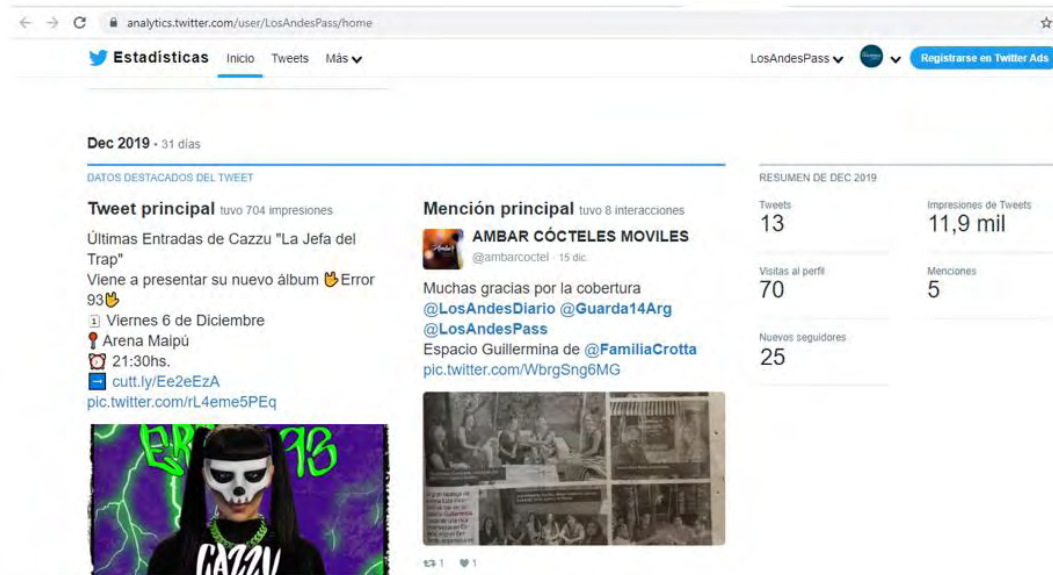 analytics.twitter.com/user/LosAndesPass/home
Estadísticas Inicio Tweets Más
LosAndesPass
Registrarse en Twitter Ads
Dec 2019 • 31 días
DATOS DESTACADOS DEL TWEET
Tweet principal tuvo 704 impresiones
Últimas Entradas de Cazzu "La Jefa del
Trap"
Viene a presentar su nuevo álbum 🤟Error
93🤟
Viernes 6 de Diciembre
📍 Arena Maipú
⏰ 21:30hs.
➡ cutt.ly/Ee2eEzA
pic.twitter.com/rL4eme5PEq
ERROR 93
CAZZU
Mención principal tuvo 8 interacciones
AMBAR CÓCTELES MOVILES
@ambarcoctel · 15 dic.
Muchas gracias por la cobertura
@LosAndesDiario @Guarda14Arg
@LosAndesPass
Espacio Guillermina de @FamiliaCrotta
pic.twitter.com/WbrgSng6MG
1 1
RESUMEN DE DEC 2019
Tweets
13
Impresiones de Tweets
11,9 mil
Visitas al perfil
70
Menciones
5
Nuevos seguidores
25